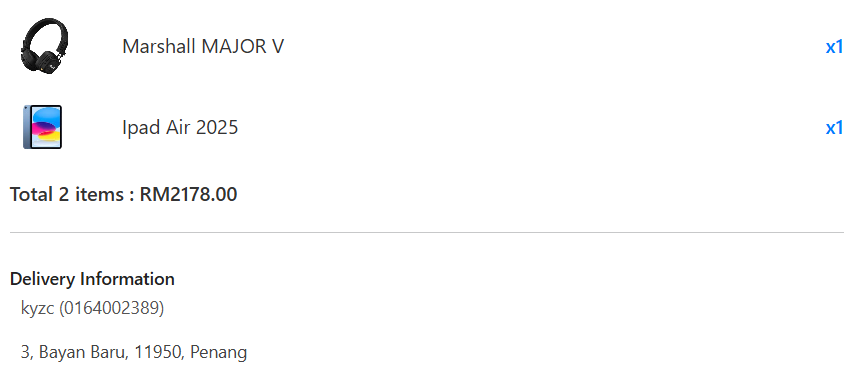 Marshall MAJOR V x1
Ipad Air 2025 x1
Total 2 items : RM2178.00
Delivery Information
kyzc (0164002389)
3, Bayan Baru, 11950, Penang